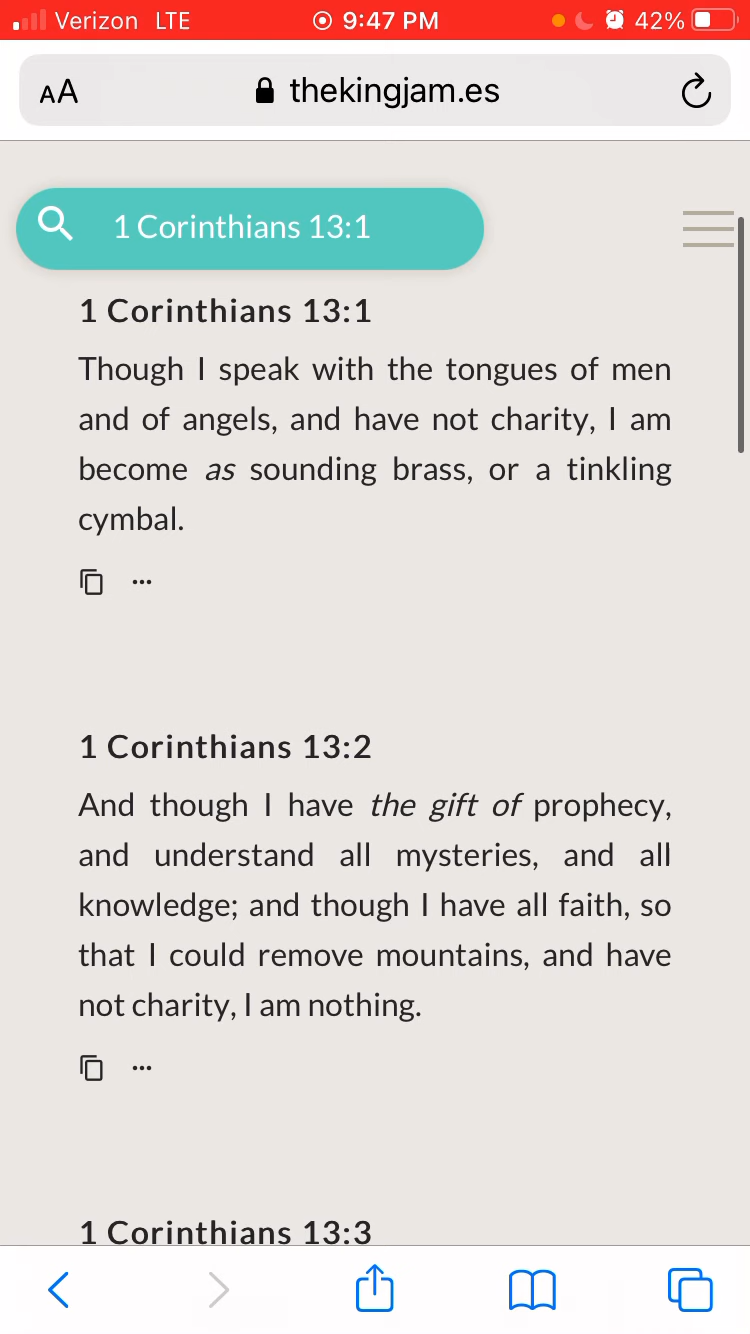 Verizon LTE 9:47 PM 42%
AA thekingjam.es
1 Corinthians 13:1
1 Corinthians 13:1
Though I speak with the tongues of men
and of angels, and have not charity, I am
become as sounding brass, or a tinkling
cymbal.
1 Corinthians 13:2
And though I have the gift of prophecy,
and understand all mysteries, and all
knowledge; and though I have all faith, so
that I could remove mountains, and have
not charity, I am nothing.
1 Corinthians 13:3